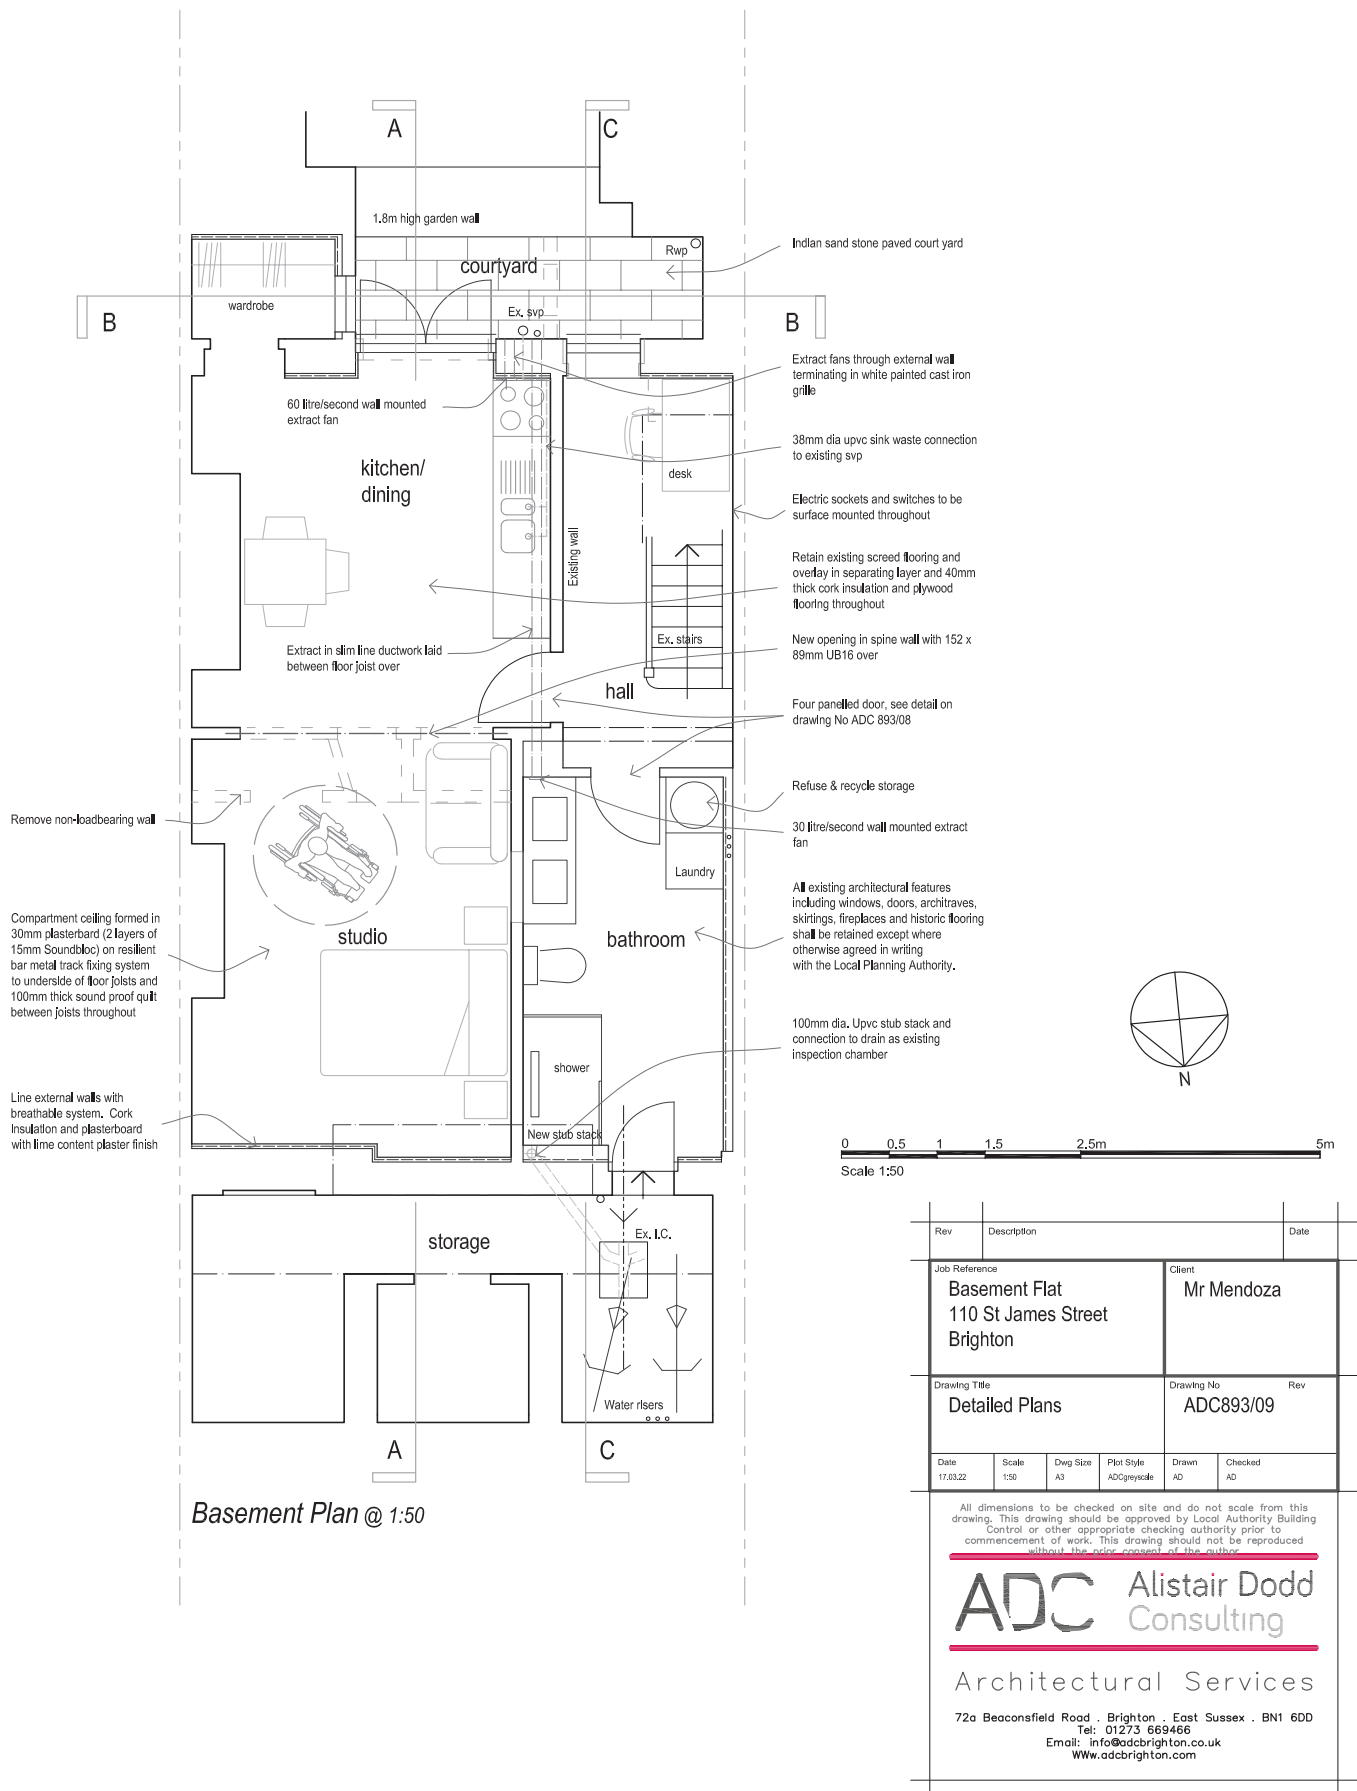 A
C
1.8m high garden wall
Rwp
Indian sand stone paved court yard
courtyard
wardrobe
Ex. svp
B
B
Extract fans through external wall
terminating in white painted cast iron
grille
60 litre/second wall mounted
extract fan
38mm dia upvc sink waste connection
to existing svp
kitchen/
dining
desk
Electric sockets and switches to be
surface mounted throughout
Existing wall
Retain existing screed flooring and
overlay in separating layer and 40mm
thick cork insulation and plywood
flooring throughout
Ex. stairs
New opening in spine wall with 152 x
89mm UB16 over
Extract in slim line ductwork laid
between floor joist over
hall
Four panelled door, see detail on
drawing No ADC 893/08
Refuse & recycle storage
Remove non-loadbearing wall
30 litre/second wall mounted extract
fan
Laundry
All existing architectural features
including windows, doors, architraves,
skirtings, fireplaces and historic flooring
shall be retained except where
otherwise agreed in writing
with the Local Planning Authority.
Compartment ceiling formed in
30mm plasterbard (2 layers of
15mm Soundbloc) on resilient
bar metal track fixing system
to underside of floor joists and
100mm thick sound proof quilt
between joists throughout
studio
bathroom
100mm dia. Upvc stub stack and
connection to drain as existing
inspection chamber
shower
N
Line external walls with
breathable system. Cork
Insulation and plasterboard
with lime content plaster finish
New stub stack
0 0.5 1 1.5 2.5m 5m
Scale 1:50
storage
Ex. I.C.
Water risers
A
C
Basement Plan @ 1:50
Rev Description Date
Job Reference
Basement Flat
110 St James Street
Brighton
Client
Mr Mendoza
Drawing Title
Detailed Plans
Drawing No Rev
ADC893/09
Date Scale Dwg Size Plot Style Drawn Checked
17.03.22 1:50 A3 ADCgreyscale AD AD
All dimensions to be checked on site and do not scale from this
drawing. This drawing should be approved by Local Authority Building
Control or other appropriate checking authority prior to
commencement of work. This drawing should not be reproduced
without the prior consent of the author
ADC Alistair Dodd
Consulting
Architectural Services
72a Beaconsfield Road . Brighton . East Sussex . BN1 6DD
Tel: 01273 669466
Email: info@adcbrighton.co.uk
WWw.adcbrighton.com